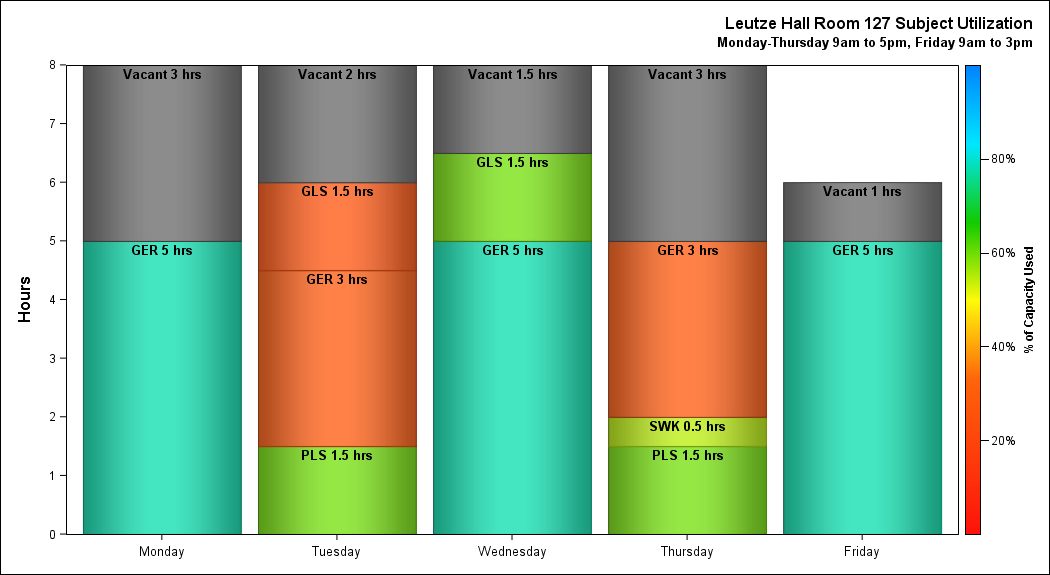 Leutze Hall Room 127 Subject Utilization
Monday-Thursday 9am to 5pm, Friday 9am to 3pm
Hours
8
7
6
5
4
3
2
1
0
Vacant 3 hrs
GER 5 hrs
Vacant 2 hrs
GLS 1.5 hrs
GER 3 hrs
PLS 1.5 hrs
Vacant 1.5 hrs
GLS 1.5 hrs
GER 5 hrs
Vacant 3 hrs
GER 3 hrs
SWK 0.5 hrs
PLS 1.5 hrs
Vacant 1 hrs
GER 5 hrs
Monday
Tuesday
Wednesday
Thursday
Friday
80%
60%
40%
20%
% of Capacity Used